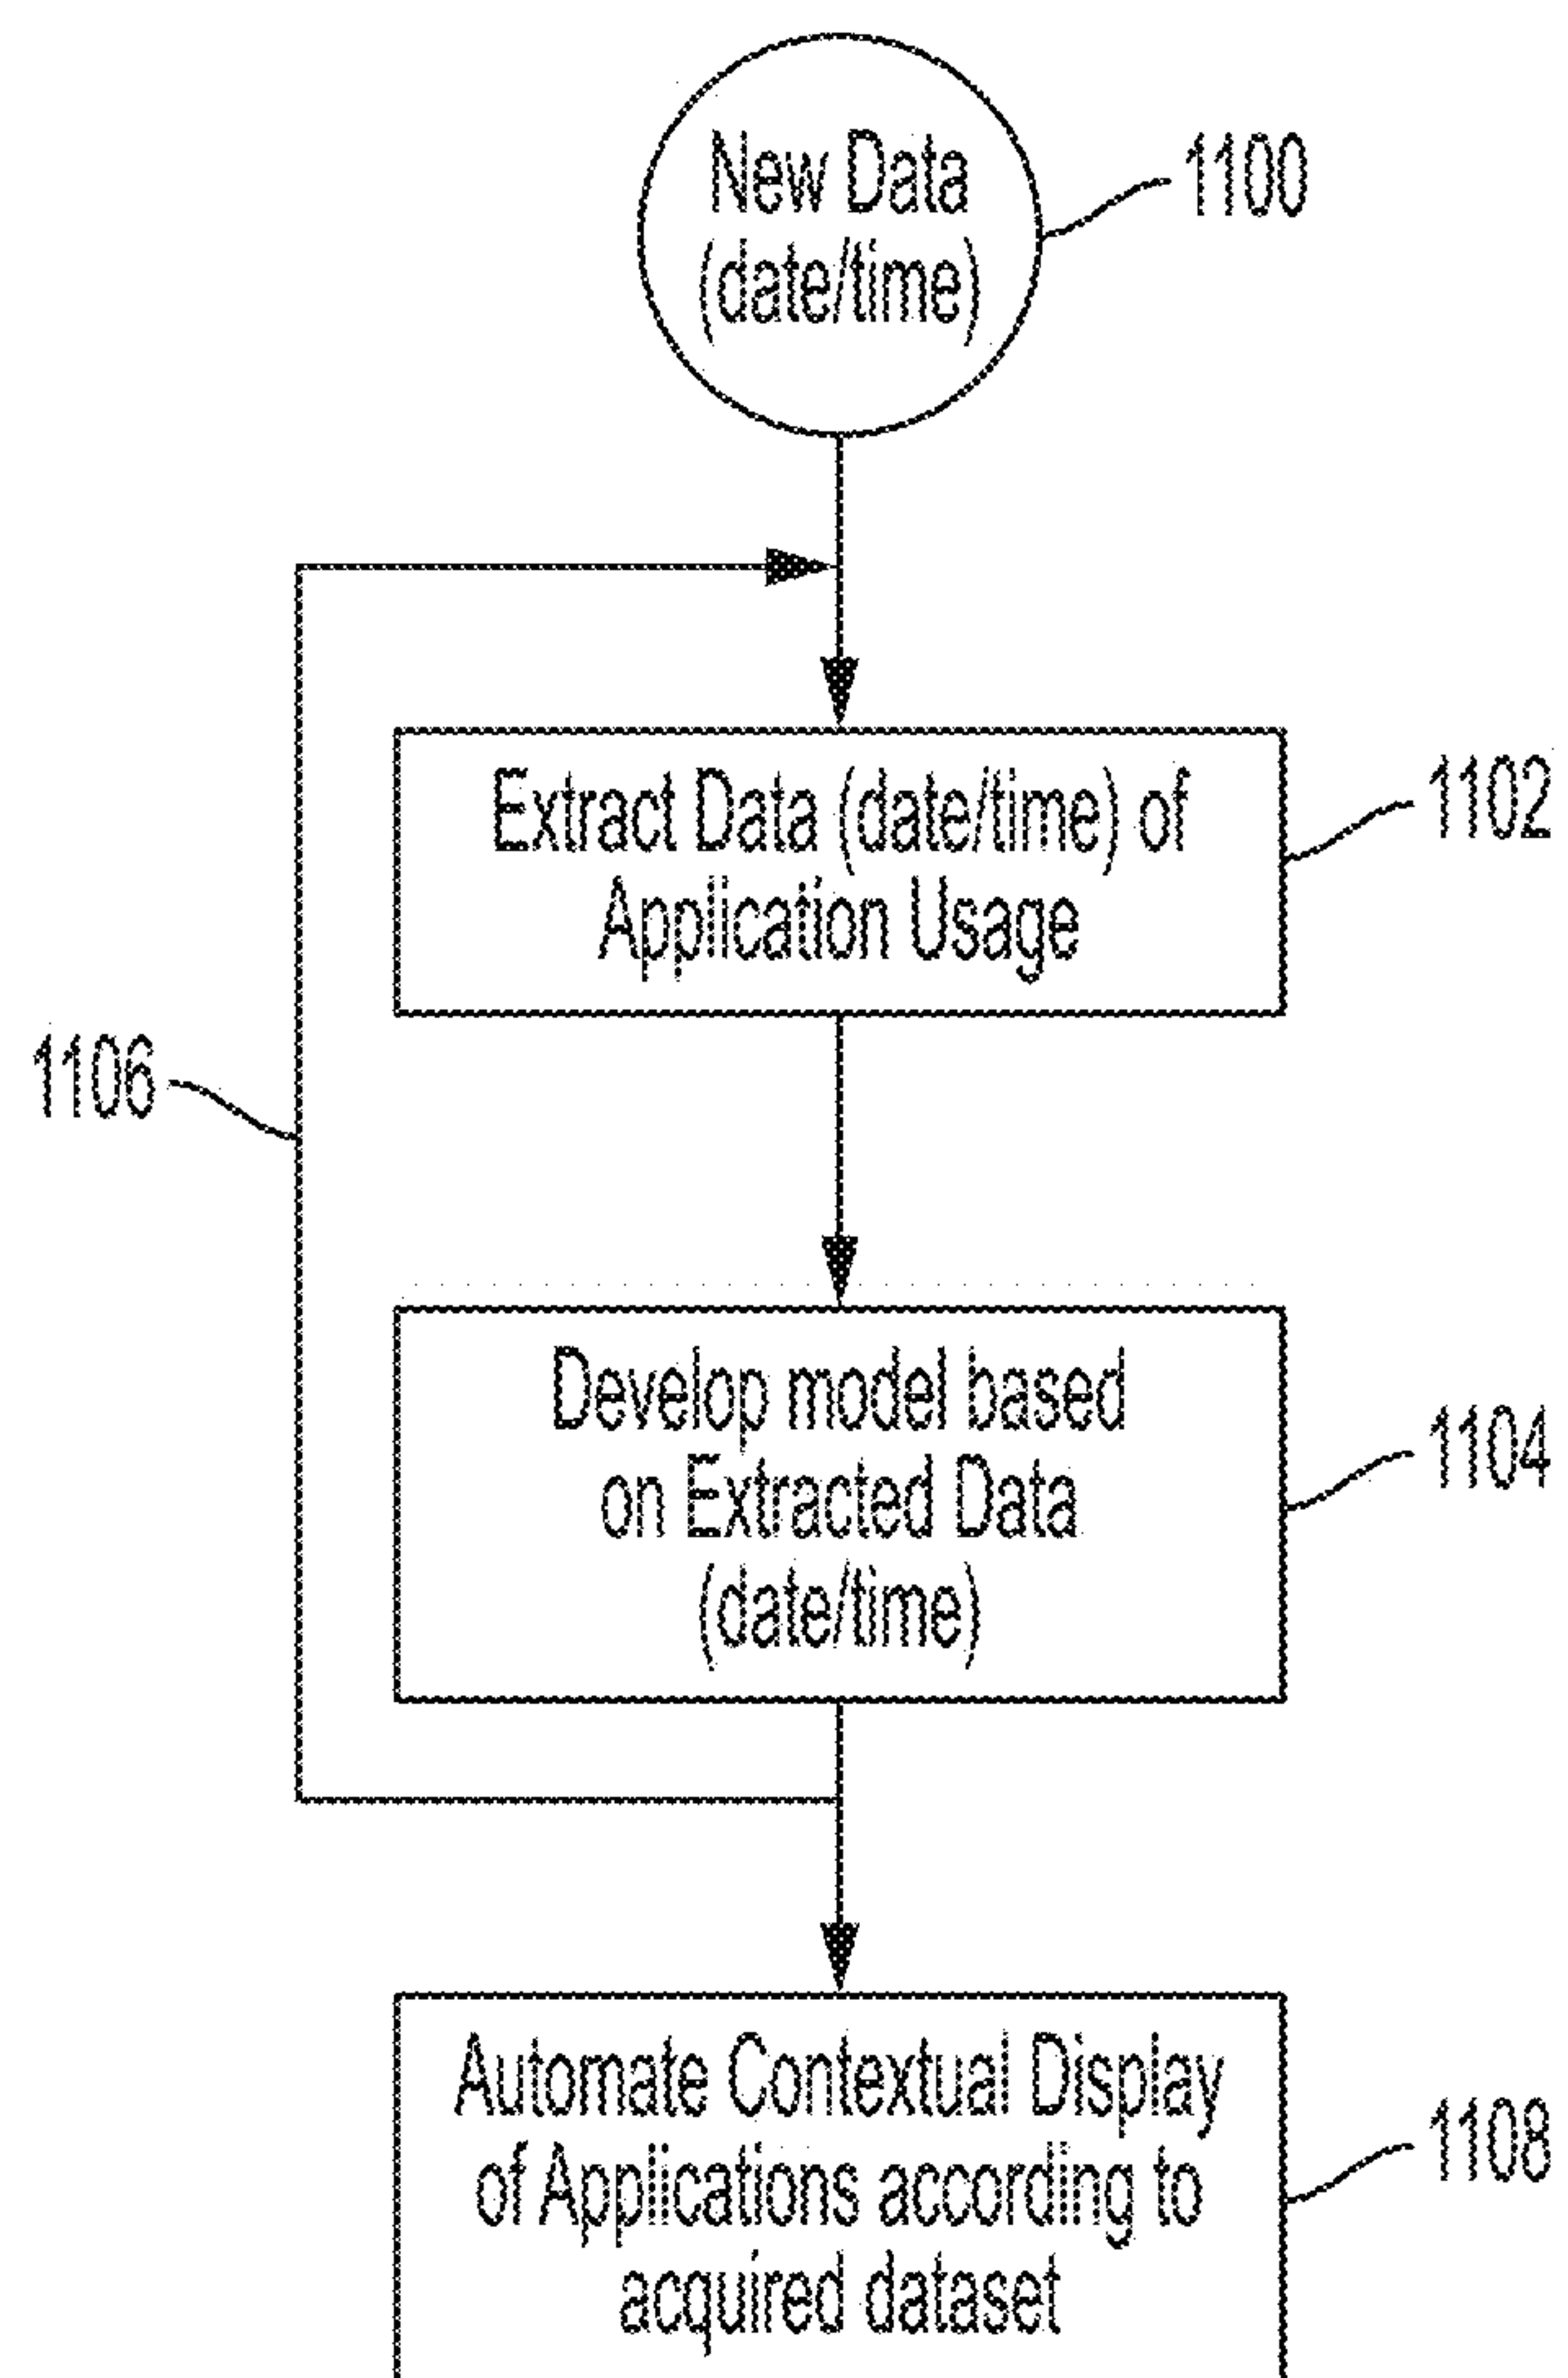 New Data
(date/time)
1100
Extract Data (date/time) of
Application Usage
1102
1106
Develop model based
on Extracted Data
(date/time)
1104
Automate Contextual Display
of Applications according to
acquired dataset
1108